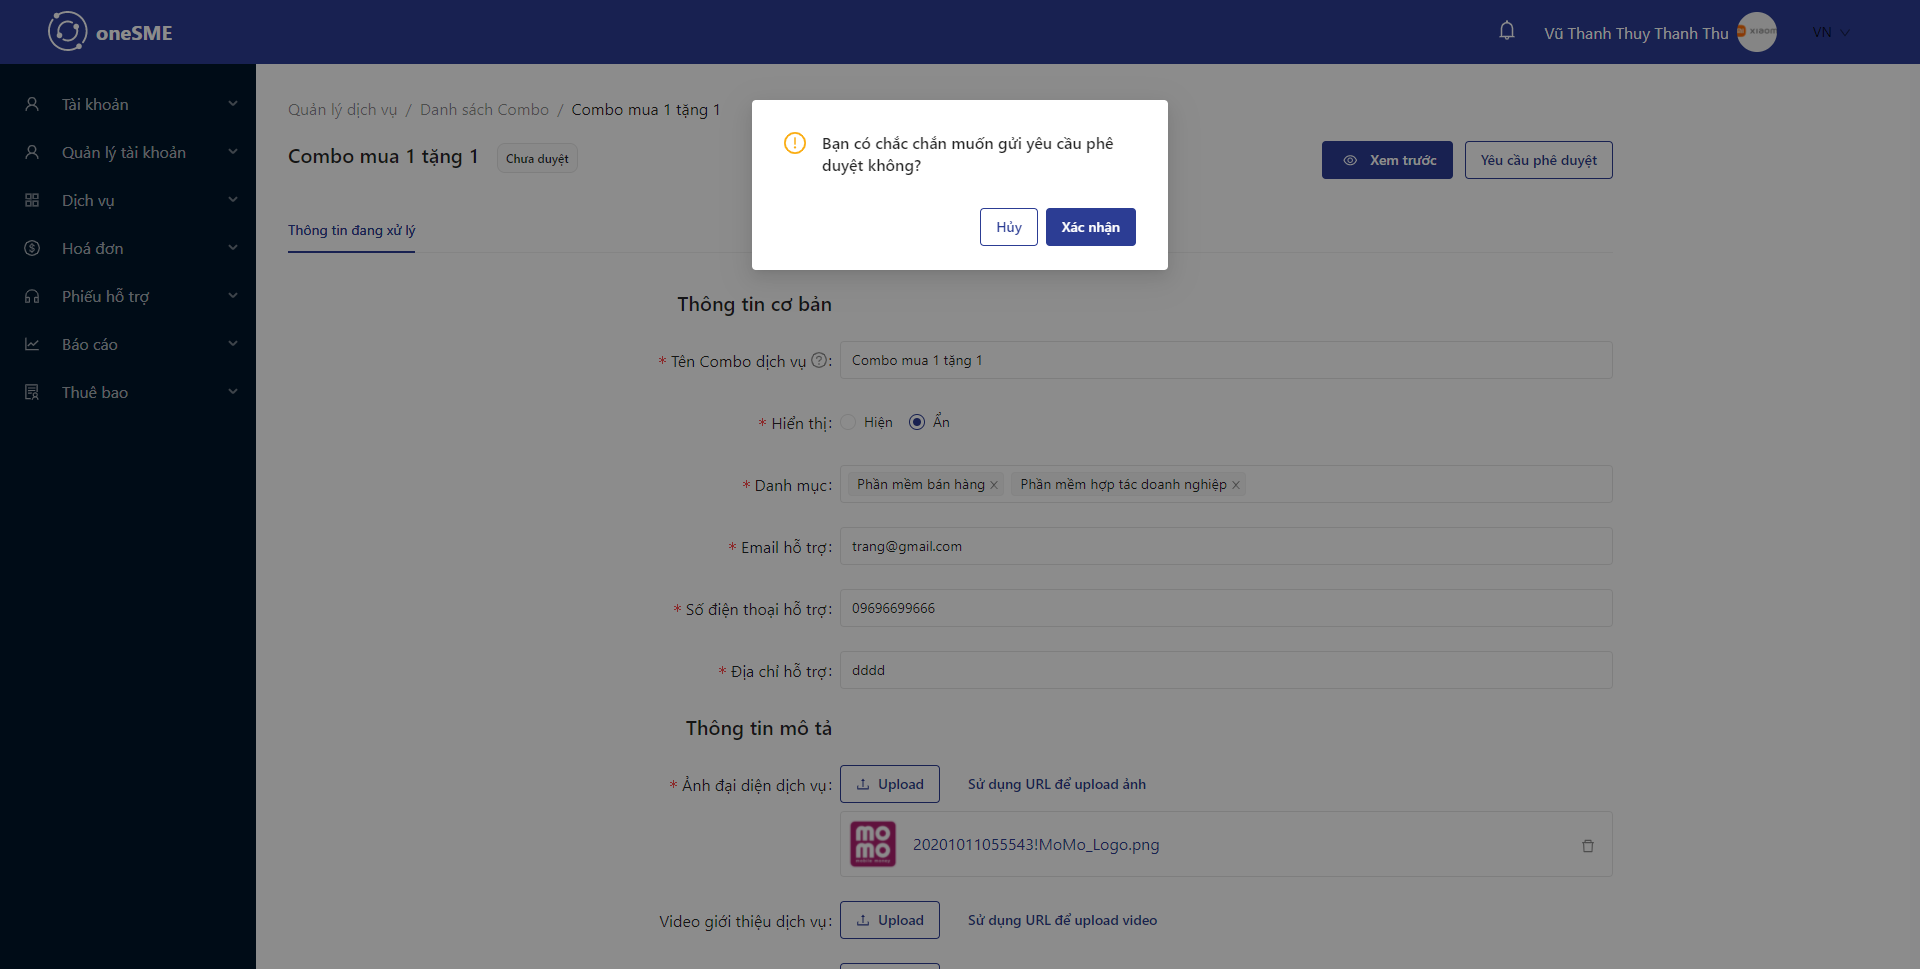 oneSME
Vũ Thanh Thuy Thanh Thu
xiaom
VN
Tài khoản
Quản lý tài khoản
Dịch vụ
Hoá đơn
Phiếu hỗ trợ
Báo cáo
Thuê bao
Quản lý dịch vụ / Danh sách Combo / Combo mua 1 tặng 1
Combo mua 1 tặng 1
Chưa duyệt
Xem trước
Yêu cầu phê duyệt
Bạn có chắc chắn muốn gửi yêu cầu phê
duyệt không?
Hủy
Xác nhận
Thông tin đang xử lý
Thông tin cơ bản
* Tên Combo dịch vụ ?: Combo mua 1 tặng 1
* Hiển thị: Hiện Ẩn
* Danh mục: Phần mềm bán hàng × Phần mềm hợp tác doanh nghiệp ×
* Email hỗ trợ: trang@gmail.com
* Số điện thoại hỗ trợ: 09696699666
* Địa chỉ hỗ trợ: dddd
Thông tin mô tả
* Ảnh đại diện dịch vụ: Upload Sử dụng URL để upload ảnh
mo
mo
mobile money
20201011055543!MoMo_Logo.png
Video giới thiệu dịch vụ: Upload Sử dụng URL để upload video